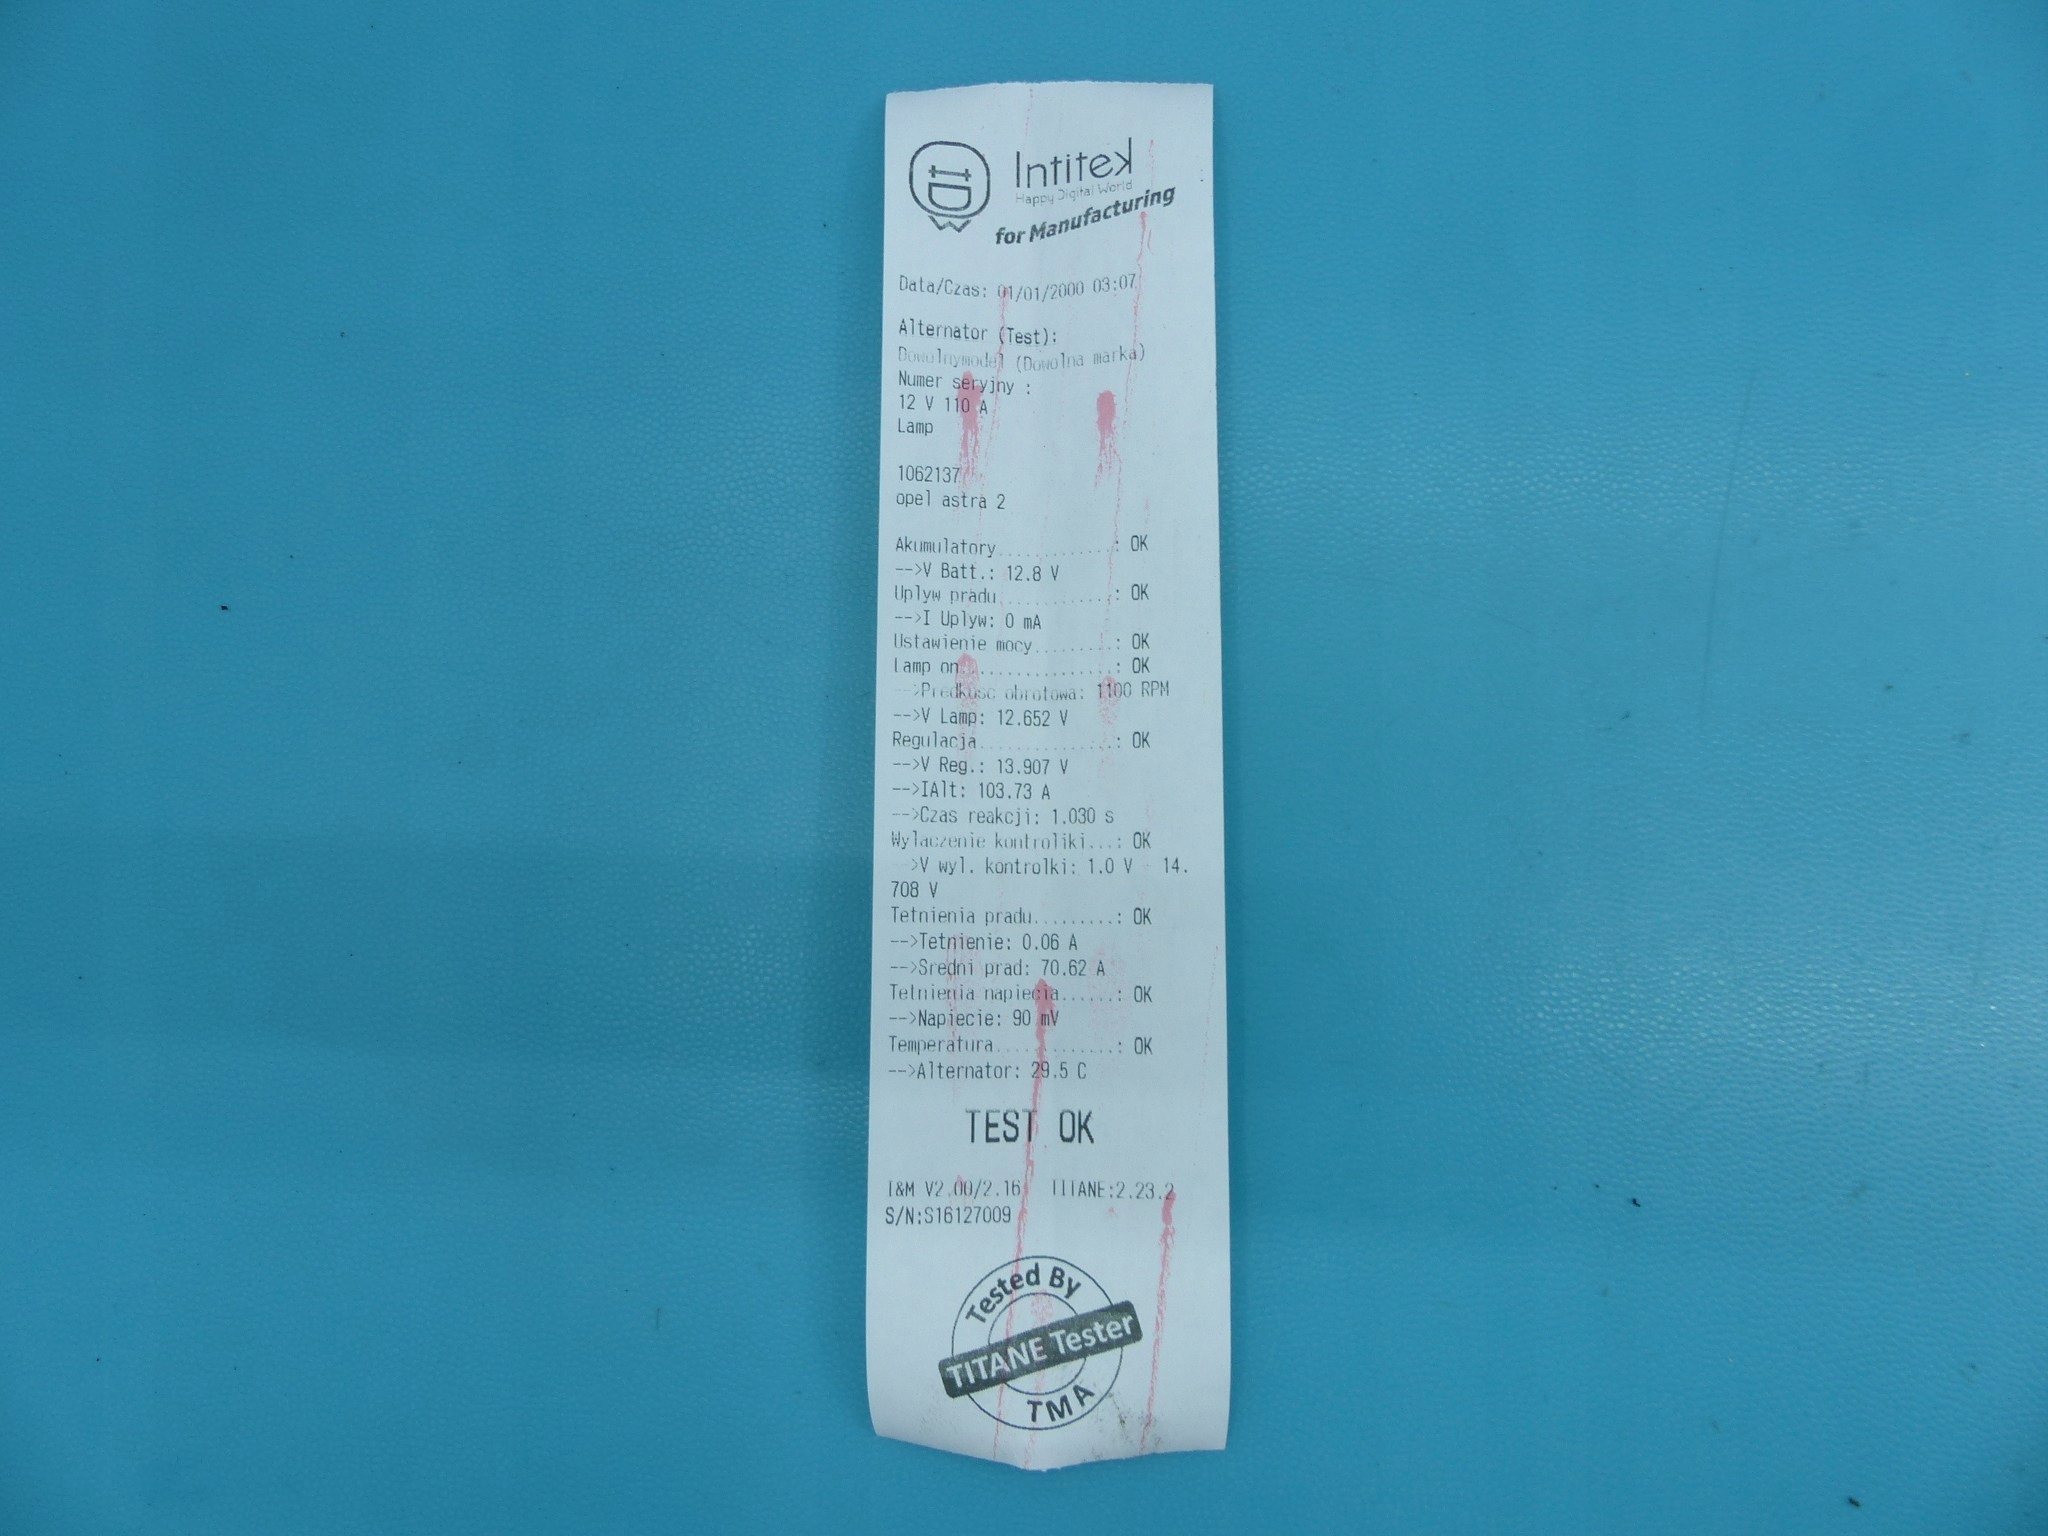 Intitek
Happy Digital World
for Manufacturing
Data/Czas: 01/01/2000 03:07
Alternator (Test):
Dowolnymodel (Dowolna marka)
Numer seryjny :
12 V 110 A
Lamp
1062137
opel astra 2
Akumulatory.............: OK
-->V Batt.: 12.8 V
Uplyw pradu.............: OK
-->I Uplyw: 0 mA
Ustawienie mocy.........: OK
Lamp on.................: OK
-->Predkosc obrotowa: 1100 RPM
-->V Lamp: 12.652 V
Regulacja...............: OK
-->V Reg.: 13.907 V
-->IAlt: 103.73 A
-->Czas reakcji: 1.030 s
Wylaczenie kontroliki...: OK
-->V wyl. kontrolki: 1.0 V - 14.
708 V
Tetnienia pradu.........: OK
-->Tetnienie: 0.06 A
-->Sredni prad: 70.62 A
Tetnienia napiecia......: OK
-->Napiecie: 90 mV
Temperatura.............: OK
-->Alternator: 29.5 C
TEST OK
I&M V2.00/2.16 TITANE:2.23.2
S/N:S16127009
Tested By
TITANE Tester
TMA